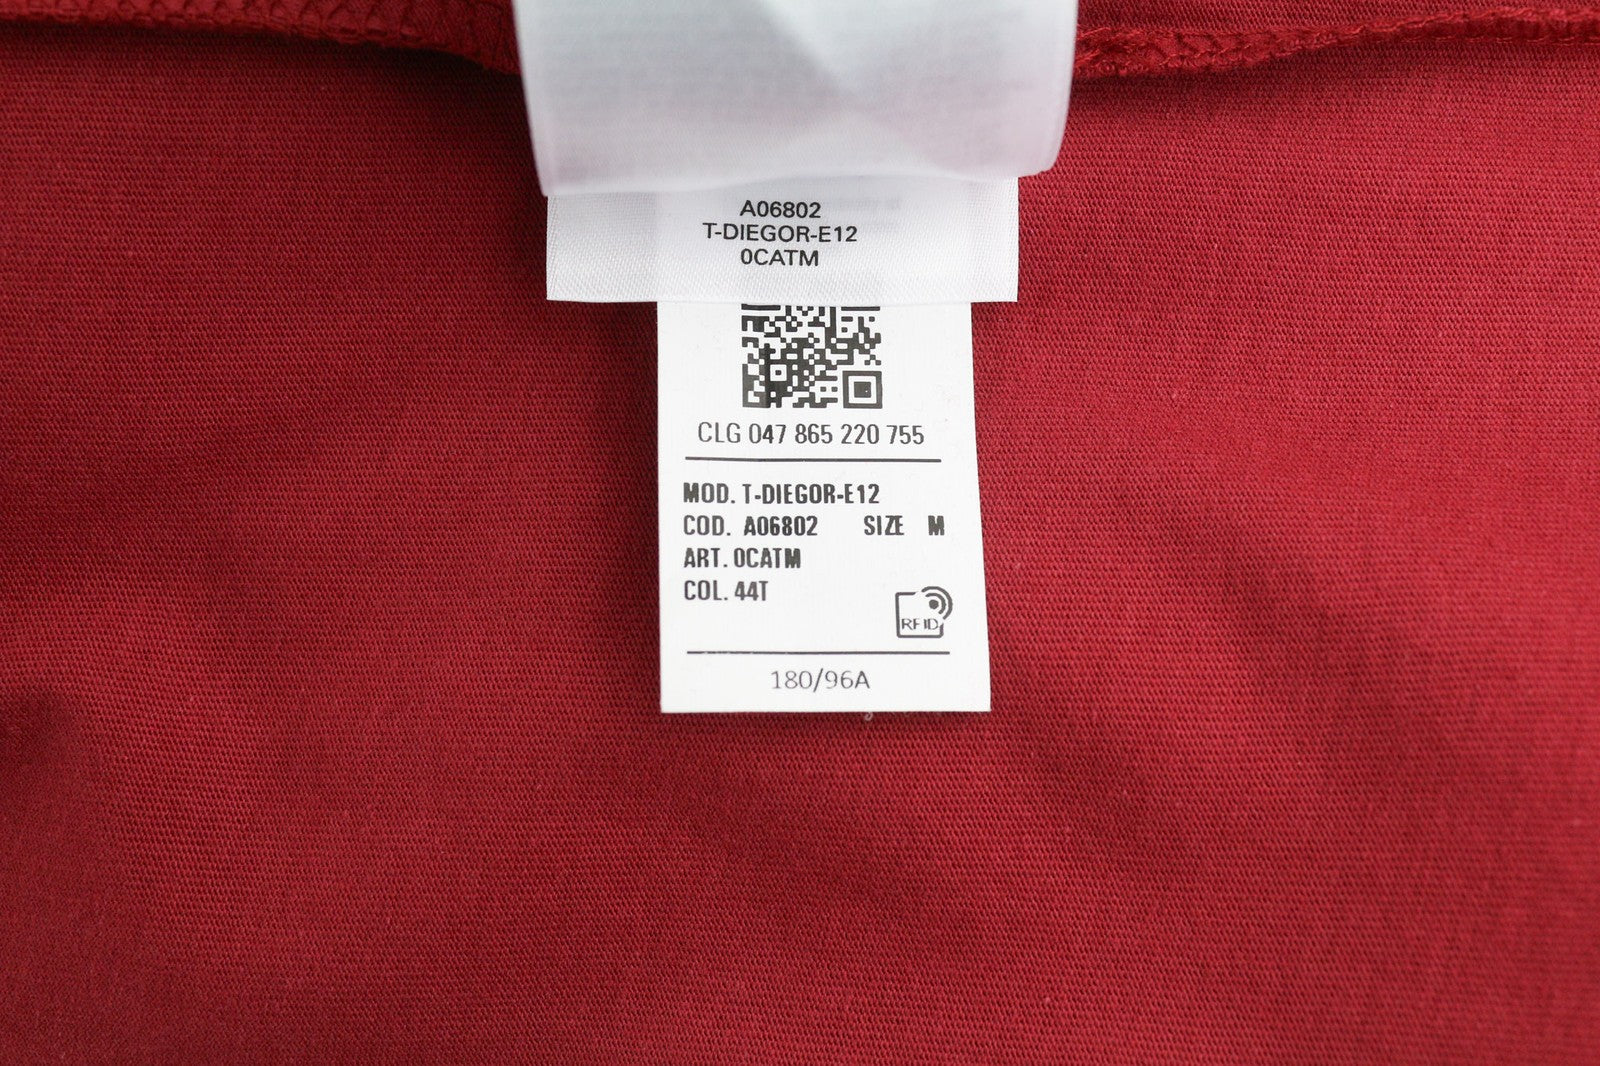 A06802
T-DIEGOR-E12
0CATM
CLG 047 865 220 755
MOD. T-DIEGOR-E12
COD. A06802 SIZE M
ART. 0CATM
COL. 44T
RFID
180/96A